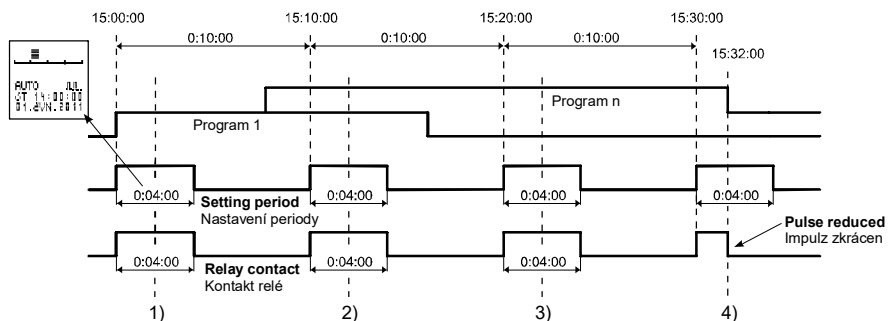 15:00:00 15:10:00 15:20:00 15:30:00
0:10:00 0:10:00 0:10:00
15:32:00
AUTO JUL
ÚT 14:00:00
01.ČVN.2011
Program n
Program 1
0:04:00 0:04:00 0:04:00 0:04:00
Setting period
Nastavení periody
Pulse reduced
Impulz zkrácen
0:04:00 0:04:00 0:04:00
Relay contact
Kontakt relé
1) 2) 3) 4)